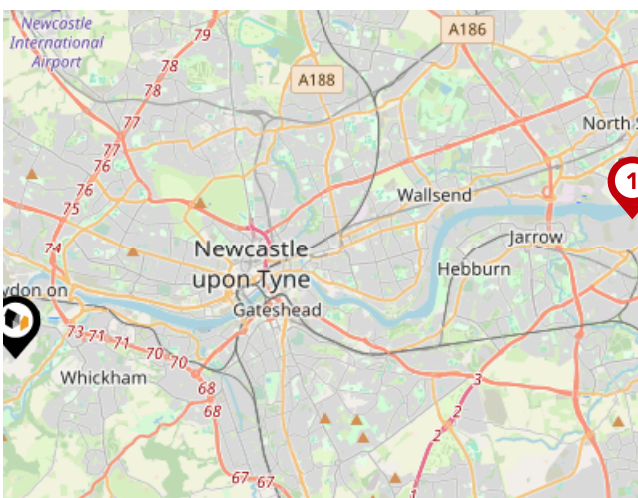 Newcastle
International
Airport
79
A186
78
A188
78
77
North S
77
76
1
76
Wallsend
75
Jarrow
74
Newcastle
upon Tyne
Hebburn
ydon on
Gateshead
73
71
71
70
70
Whickham
3
68
2
68
2
67
67
1